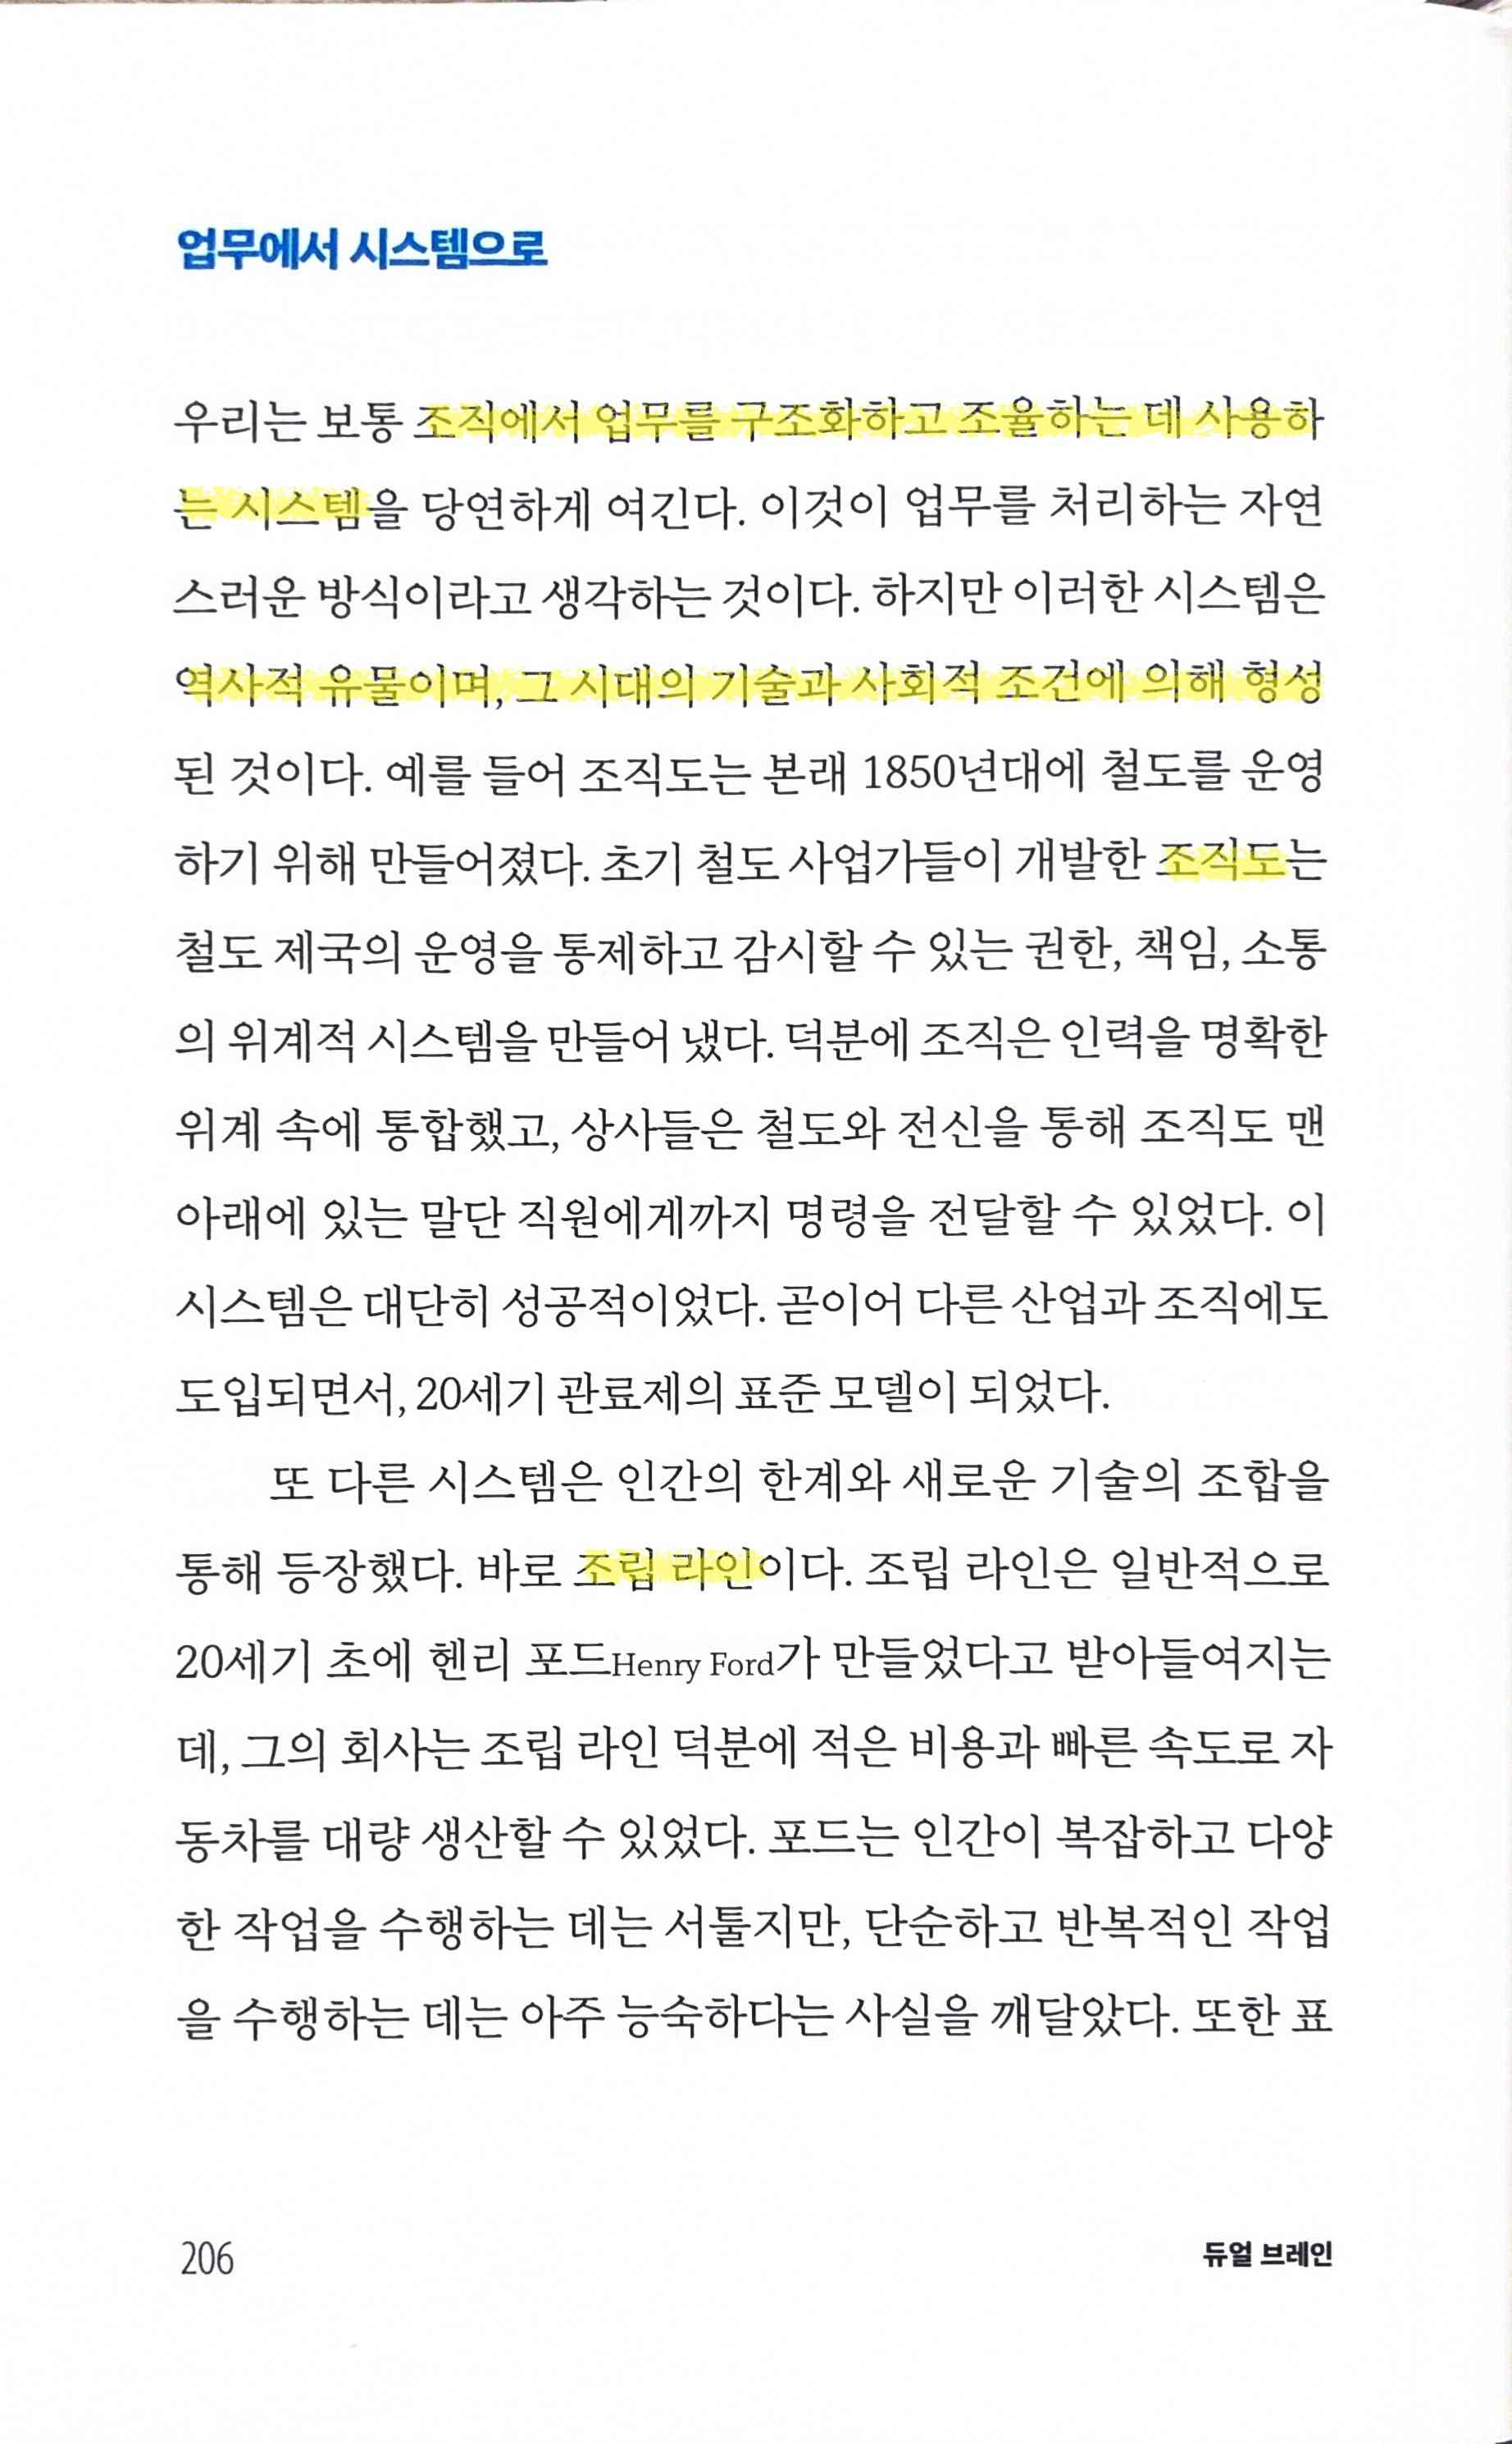 업무에서 시스템으로
우리는 보통 조직에서 업무를 구조화하고 조율하는 데 사용하
는 시스템을 당연하게 여긴다. 이것이 업무를 처리하는 자연
스러운 방식이라고 생각하는 것이다. 하지만 이러한 시스템은
역사적 유물이며, 그 시대의 기술과 사회적 조건에 의해 형성
된 것이다. 예를 들어 조직도는 본래 1850년대에 철도를 운영
하기 위해 만들어졌다. 초기 철도 사업가들이 개발한 조직도는
철도 제국의 운영을 통제하고 감시할 수 있는 권한, 책임, 소통
의 위계적 시스템을 만들어 냈다. 덕분에 조직은 인력을 명확한
위계 속에 통합했고, 상사들은 철도와 전신을 통해 조직도 맨
아래에 있는 말단 직원에게까지 명령을 전달할 수 있었다. 이
시스템은 대단히 성공적이었다. 곧이어 다른 산업과 조직에도
도입되면서, 20세기 관료제의 표준 모델이 되었다.
또 다른 시스템은 인간의 한계와 새로운 기술의 조합을
통해 등장했다. 바로 조립 라인이다. 조립 라인은 일반적으로
20세기 초에 헨리 포드Henry Ford가 만들었다고 받아들여지는
데, 그의 회사는 조립 라인 덕분에 적은 비용과 빠른 속도로 자
동차를 대량 생산할 수 있었다. 포드는 인간이 복잡하고 다양
한 작업을 수행하는 데는 서툴지만, 단순하고 반복적인 작업
을 수행하는 데는 아주 능숙하다는 사실을 깨달았다. 또한 표
206
듀얼 브레인